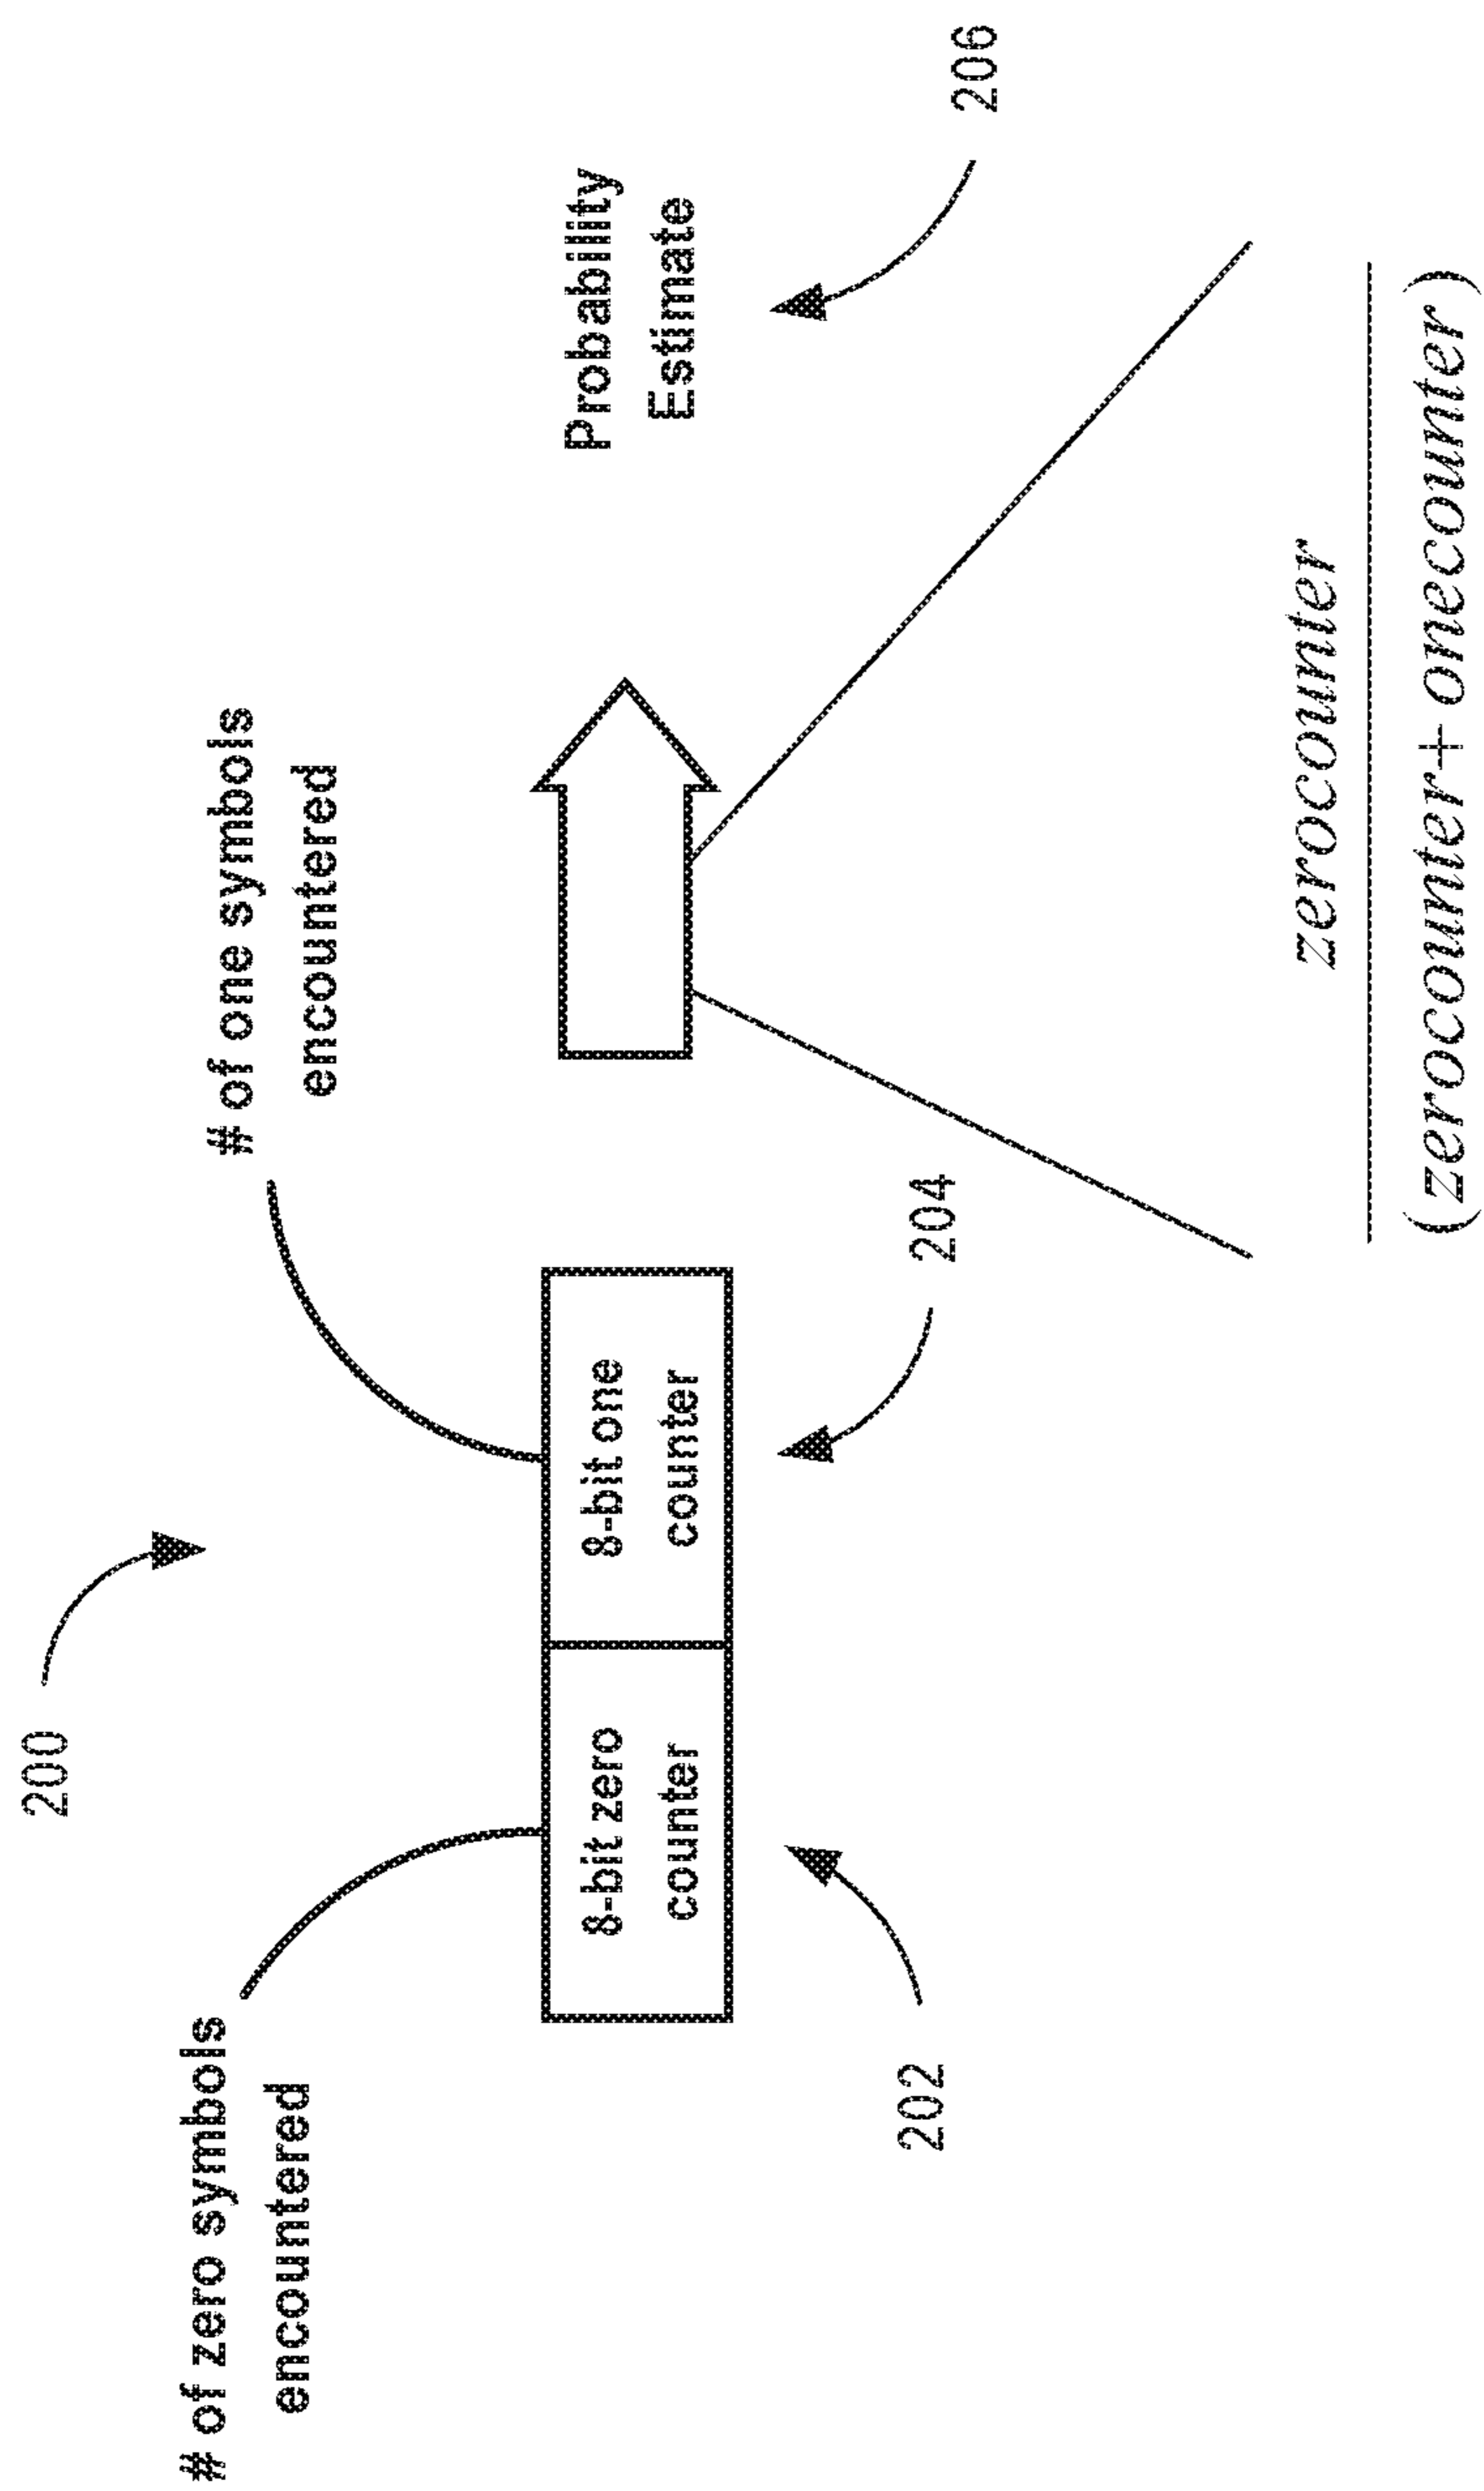 200
# of zero symbols
encountered
# of one symbols
encountered
8-bit zero
counter
8-bit one
counter
Probability
Estimate
202
204
206
zerocounter
(zerocounter+onecounter)